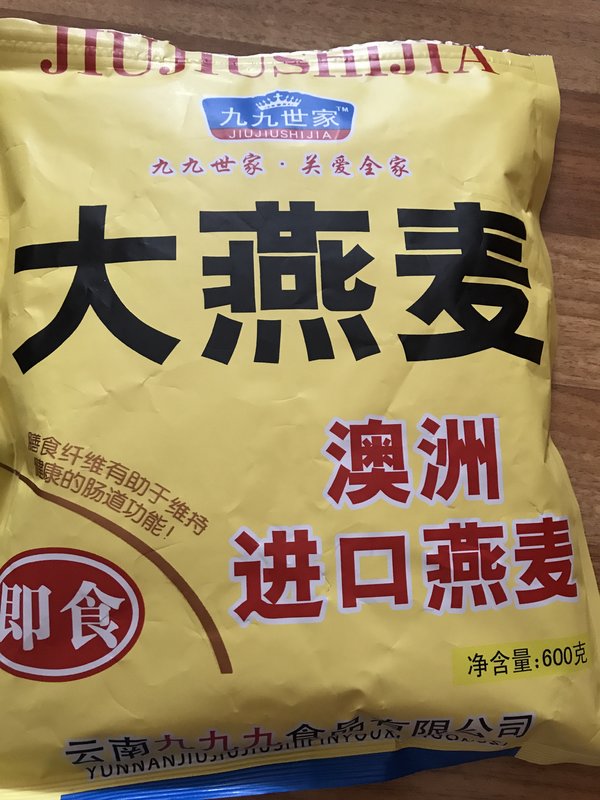 JIUJIUSHIJIA
九九世家™
JIUJIUSHIJIA
九九世家·关爱全家
大燕麦
膳食纤维有助于维持
健康的肠道功能!
澳洲
进口燕麦
即食
净含量:600克
云南九九九食品有限公司